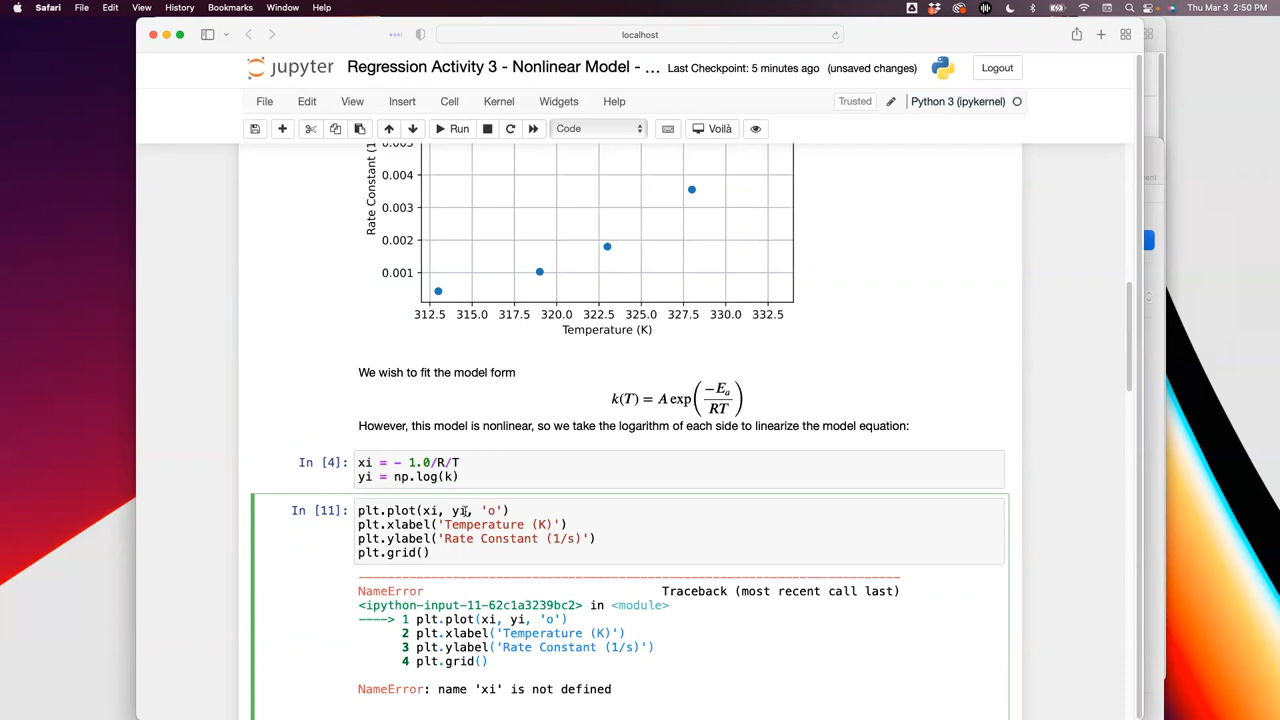 Safari File Edit View History Bookmarks Window Help Thu Mar 3 2:50 PM
localhost
jupyter Regression Activity 3 - Nonlinear Model - ... Last Checkpoint: 5 minutes ago (unsaved changes) Logout
File Edit View Insert Cell Kernel Widgets Help Trusted Python 3 (ipykernel)
Run Code Voilà
Rate Constant (1
0.005
0.004
0.003
0.002
0.001
312.5 315.0 317.5 320.0 322.5 325.0 327.5 330.0 332.5
Temperature (K)
We wish to fit the model form
k(T) = A exp(−Eₐ/RT)
However, this model is nonlinear, so we take the logarithm of each side to linearize the model equation:
In [4]: xi = - 1.0/R/T
yi = np.log(k)
In [11]: plt.plot(xi, yi, 'o')
plt.xlabel('Temperature (K)')
plt.ylabel('Rate Constant (1/s)')
plt.grid()
NameError Traceback (most recent call last)
<ipython-input-11-62c1a3239bc2> in <module>
----> 1 plt.plot(xi, yi, 'o')
2 plt.xlabel('Temperature (K)')
3 plt.ylabel('Rate Constant (1/s)')
4 plt.grid()
NameError: name 'xi' is not defined